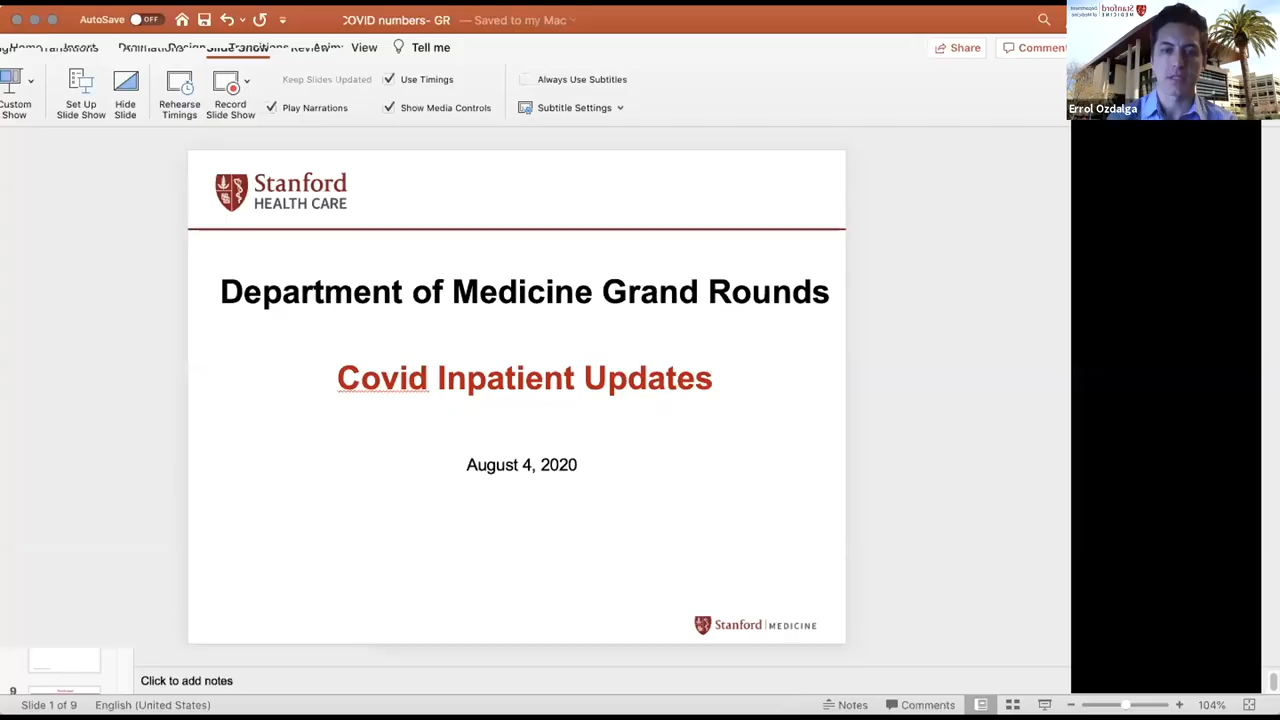 AutoSave OFF
COVID numbers- GR — Saved to my Mac
View
Tell me
Share
Custom Show
Set Up Slide Show
Hide Slide
Rehearse Timings
Record Slide Show
Keep Slides Updated
Use Timings
Play Narrations
Show Media Controls
Always Use Subtitles
Subtitle Settings
Errol Ozdalga
Stanford
HEALTH CARE
Department of Medicine Grand Rounds
Covid Inpatient Updates
August 4, 2020
Stanford MEDICINE
9
Click to add notes
Slide 1 of 9
English (United States)
Notes
Comments
104%